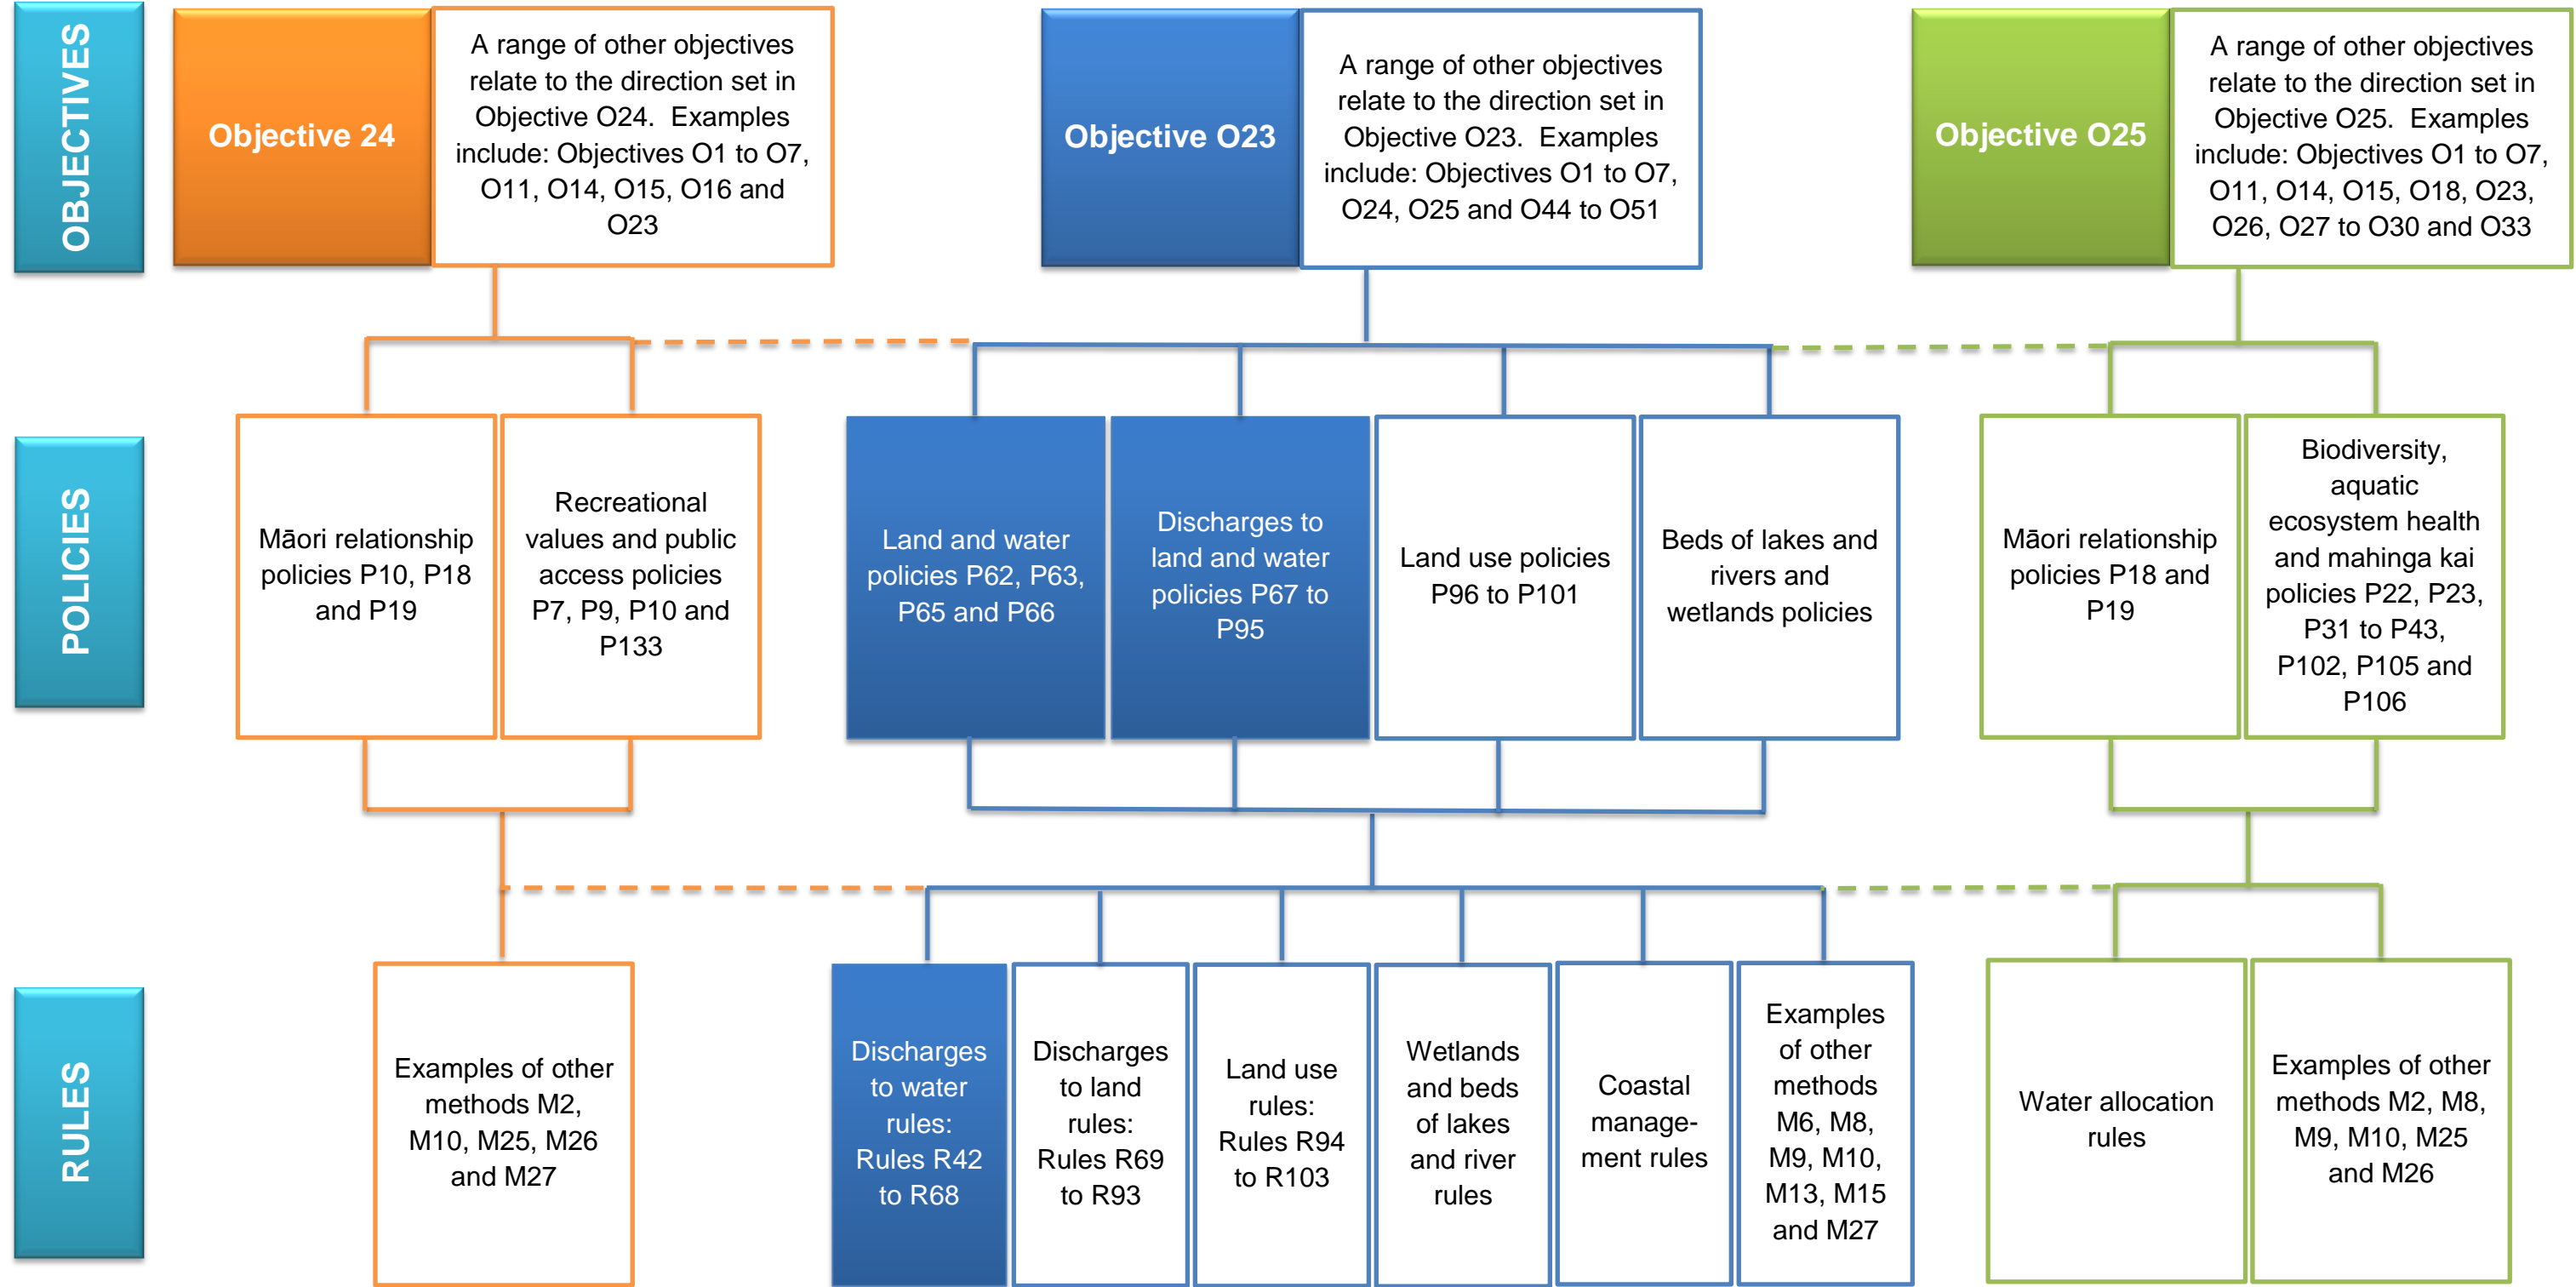 OBJECTIVES
Objective 24
A range of other objectives
relate to the direction set in
Objective O24.  Examples
include: Objectives O1 to O7,
O11, O14, O15, O16 and
O23
Objective O23
A range of other objectives
relate to the direction set in
Objective O23.  Examples
include: Objectives O1 to O7,
O24, O25 and O44 to O51
Objective O25
A range of other objectives
relate to the direction set in
Objective O25.  Examples
include: Objectives O1 to O7,
O11, O14, O15, O18, O23,
O26, O27 to O30 and O33
POLICIES
Māori relationship
policies P10, P18
and P19
Recreational
values and public
access policies
P7, P9, P10 and
P133
Land and water
policies P62, P63,
P65 and P66
Discharges to
land and water
policies P67 to
P95
Land use policies
P96 to P101
Beds of lakes and
rivers and
wetlands policies
Māori relationship
policies P18 and
P19
Biodiversity,
aquatic
ecosystem health
and mahinga kai
policies P22, P23,
P31 to P43,
P102, P105 and
P106
RULES
Examples of other
methods M2,
M10, M25, M26
and M27
Discharges
to water
rules:
Rules R42
to R68
Discharges
to land
rules:
Rules R69
to R93
Land use
rules:
Rules R94
to R103
Wetlands
and beds
of lakes
and river
rules
Coastal
manage-
ment rules
Examples
of other
methods
M6, M8,
M9, M10,
M13, M15
and M27
Water allocation
rules
Examples of other
methods M2, M8,
M9, M10, M25
and M26